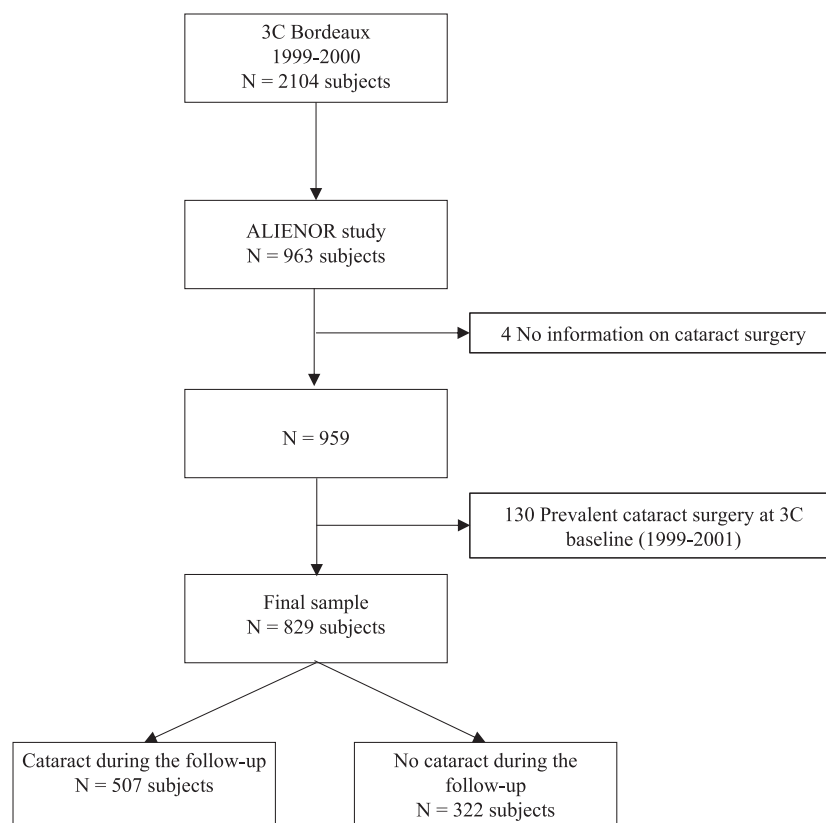 3C Bordeaux
1999-2000
N = 2104 subjects
ALIENOR study
N = 963 subjects
4 No information on cataract surgery
N = 959
130 Prevalent cataract surgery at 3C
baseline (1999-2001)
Final sample
N = 829 subjects
Cataract during the follow-up
N = 507 subjects
No cataract during the
follow-up
N = 322 subjects